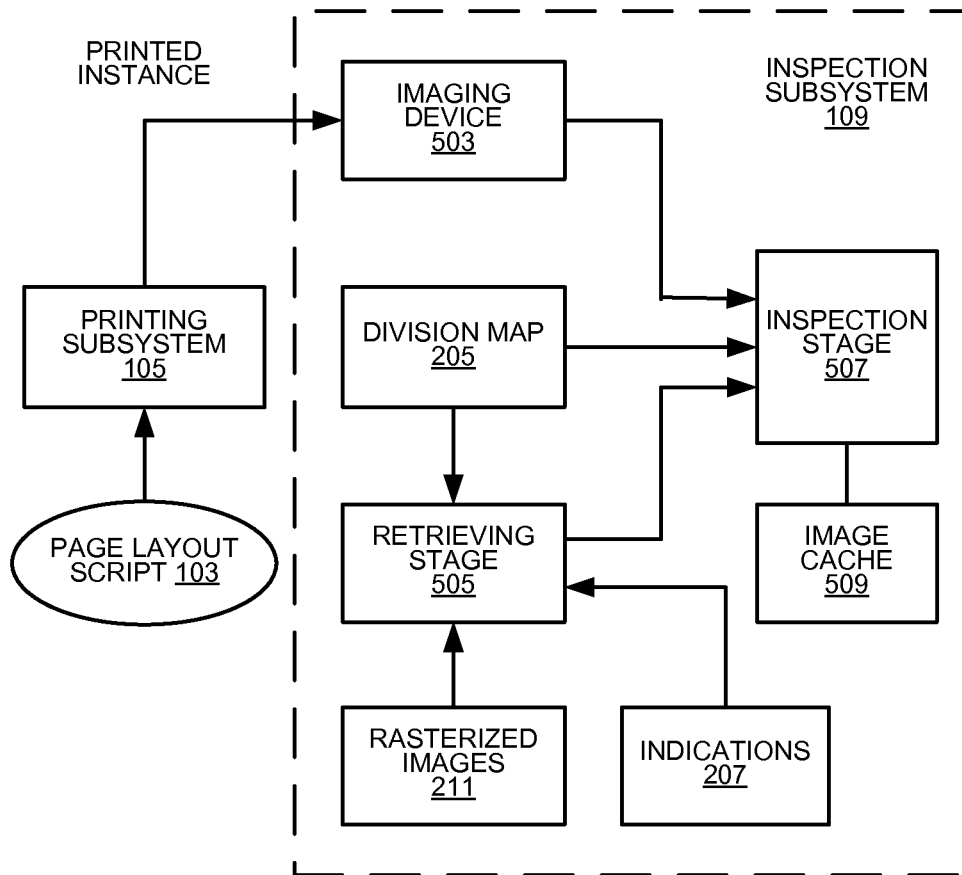 PRINTED
INSTANCE
INSPECTION
SUBSYSTEM
109
IMAGING
DEVICE
503
PRINTING
SUBSYSTEM
105
DIVISION MAP
205
INSPECTION
STAGE
507
PAGE LAYOUT
SCRIPT 103
RETRIEVING
STAGE
505
IMAGE
CACHE
509
RASTERIZED
IMAGES
211
INDICATIONS
207